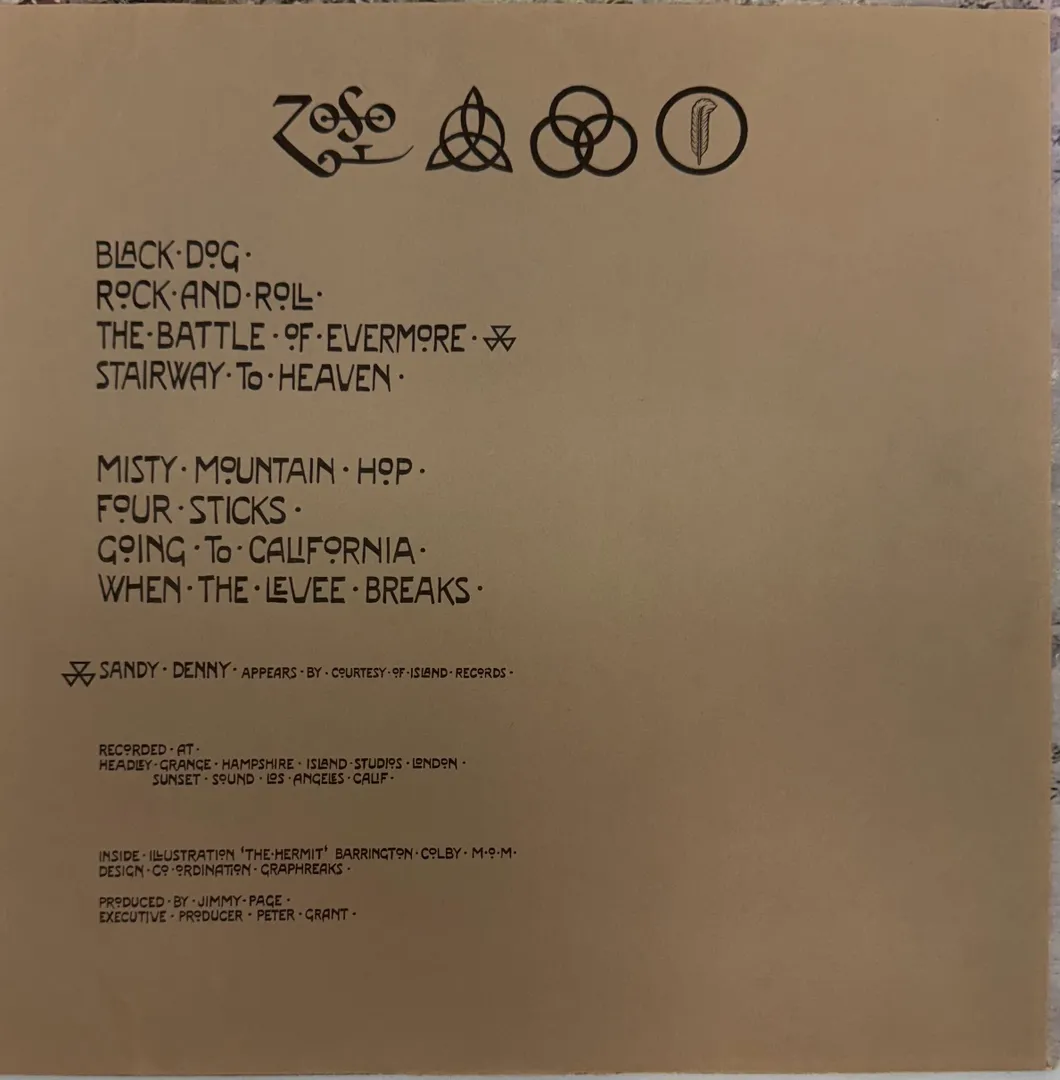 ZOSO
BLACK·DOG·
ROCK·AND·ROLL·
THE·BATTLE·OF·EVERMORE·
STAIRWAY·TO·HEAVEN·
MISTY·MOUNTAIN·HOP·
FOUR·STICKS·
GOING·TO·CALIFORNIA·
WHEN·THE·LEVEE·BREAKS·
SANDY·DENNY·APPEARS·BY·COURTESY·OF·ISLAND·RECORDS·
RECORDED·AT·
HEADLEY·GRANGE·HAMPSHIRE·ISLAND·STUDIOS·LONDON·
SUNSET·SOUND·LOS·ANGELES·CALIF·
INSIDE·ILLUSTRATION 'THE·HERMIT' BARRINGTON·COLBY·M·O·M·
DESIGN·CO·ORDINATION·GRAPHREAKS·
PRODUCED·BY·JIMMY·PAGE·
EXECUTIVE·PRODUCER·PETER·GRANT·